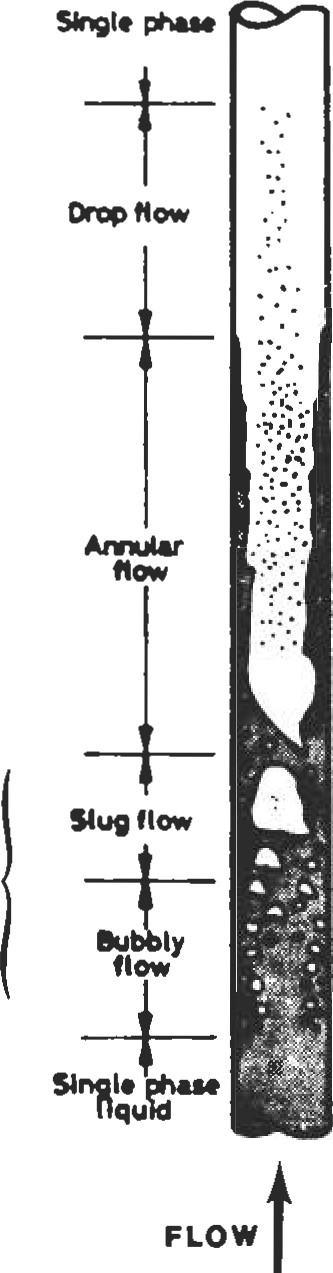 Single phase
Drop flow
Annular
flow
Slug flow
Bubbly
flow
Single phase
liquid
FLOW